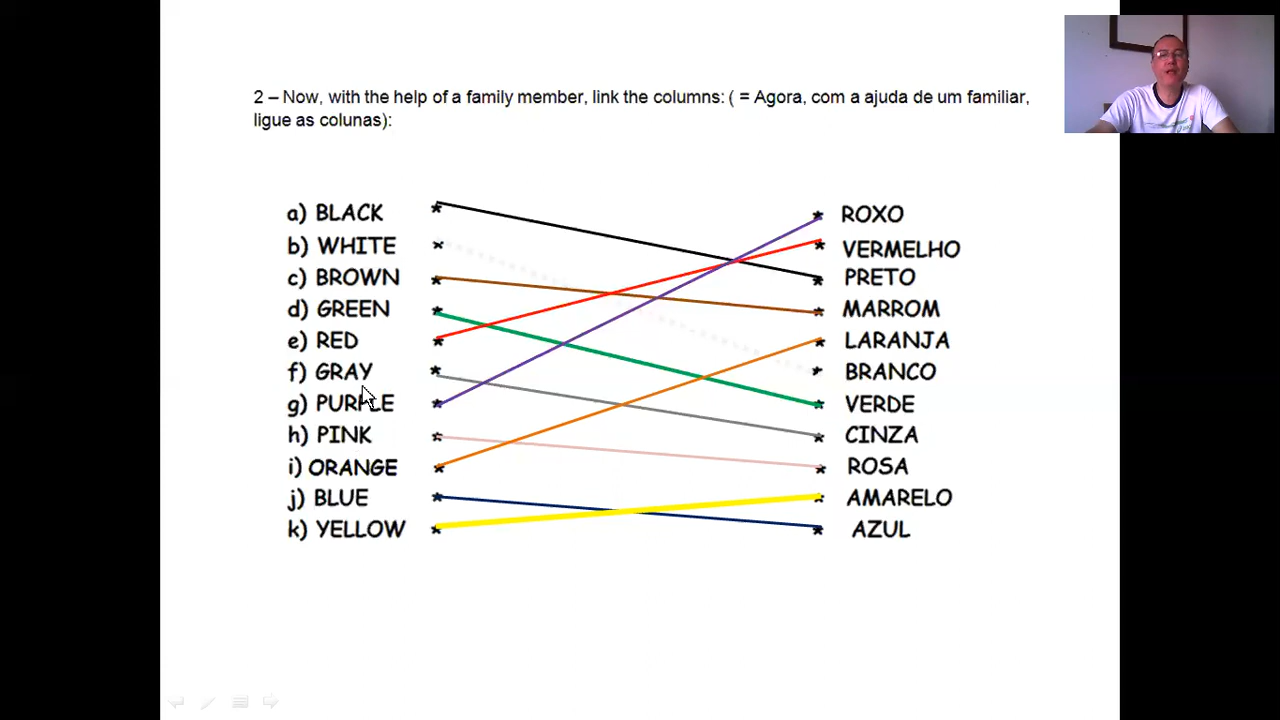 2 – Now, with the help of a family member, link the columns: ( = Agora, com a ajuda de um familiar,
ligue as colunas):
a) BLACK * * ROXO
b) WHITE * * VERMELHO
c) BROWN * * PRETO
d) GREEN * * MARROM
e) RED * * LARANJA
f) GRAY * * BRANCO
g) PURPLE * * VERDE
h) PINK * * CINZA
i) ORANGE * * ROSA
j) BLUE * * AMARELO
k) YELLOW * * AZUL